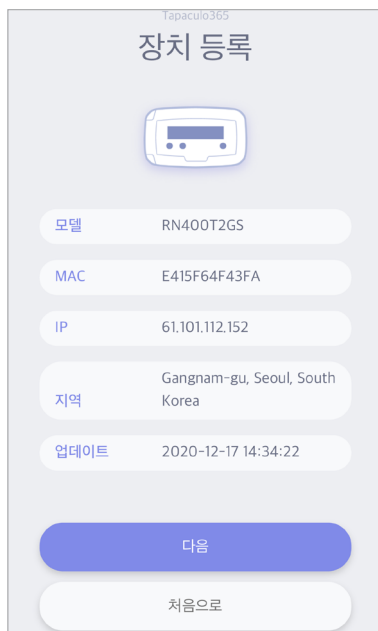 Tapaculo365
장치 등록
모델 RN400T2GS
MAC E415F64F43FA
IP 61.101.112.152
지역 Gangnam-gu, Seoul, South
Korea
업데이트 2020-12-17 14:34:22
다음
처음으로